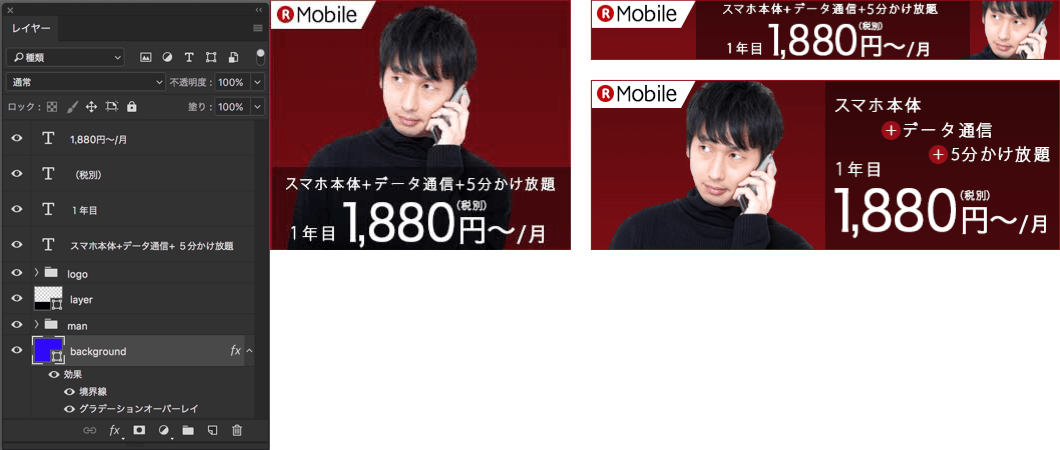 レイヤー
種類
通常
不透明度 : 100%
ロック :
塗り : 100%
T 1,880円〜/月
T （税別）
T １年目
T スマホ本体+データ通信+ ５分かけ放題
logo
layer
man
background fx
効果
境界線
グラデーションオーバーレイ
fx
R Mobile
スマホ本体+データ通信+5分かけ放題
1年目 1,880円〜/月
(税別)
R Mobile
スマホ本体+データ通信+5分かけ放題
1年目 1,880円〜/月
(税別)
R Mobile
スマホ本体
+データ通信
+5分かけ放題
1年目
1,880円〜/月
(税別)